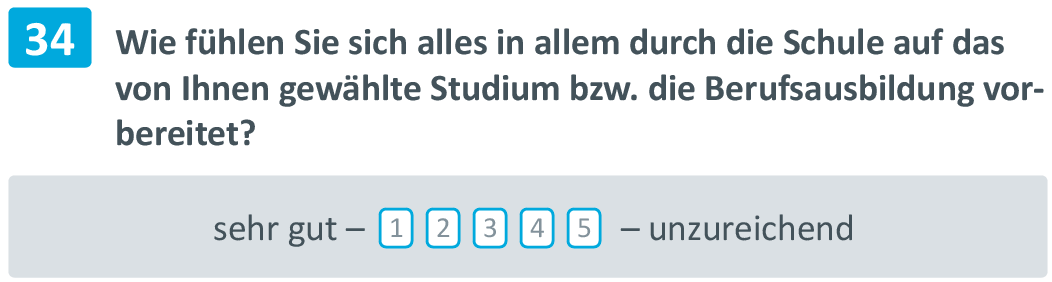 34 Wie fühlen Sie sich alles in allem durch die Schule auf das
von Ihnen gewählte Studium bzw. die Berufsausbildung vor-
bereitet?
sehr gut – 1 2 3 4 5 – unzureichend